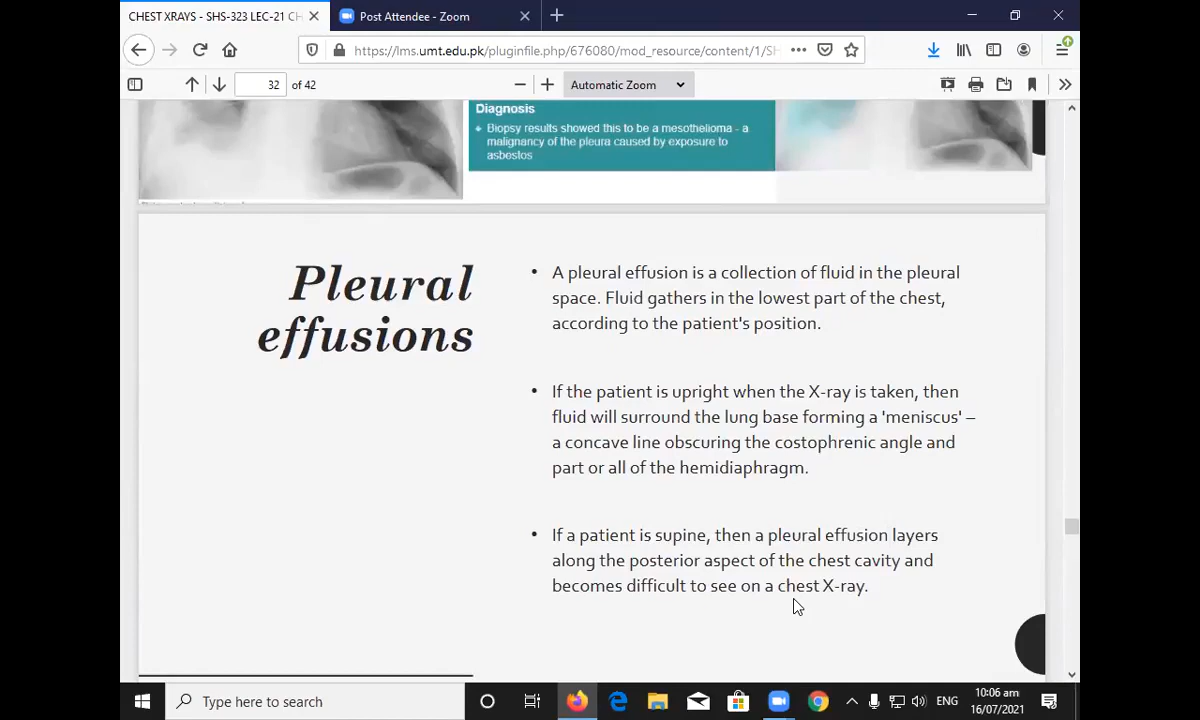 CHEST XRAYS - SHS-323 LEC-21 CH
Post Attendee - Zoom
https://lms.umt.edu.pk/pluginfile.php/676080/mod_resource/content/1/SH
32 of 42
Automatic Zoom
Diagnosis
Biopsy results showed this to be a mesothelioma - a
malignancy of the pleura caused by exposure to
asbestos
Pleural
effusions
• A pleural effusion is a collection of fluid in the pleural
space. Fluid gathers in the lowest part of the chest,
according to the patient's position.
• If the patient is upright when the X-ray is taken, then
fluid will surround the lung base forming a 'meniscus' –
a concave line obscuring the costophrenic angle and
part or all of the hemidiaphragm.
• If a patient is supine, then a pleural effusion layers
along the posterior aspect of the chest cavity and
becomes difficult to see on a chest X-ray.
Type here to search
ENG
10:06 am
16/07/2021